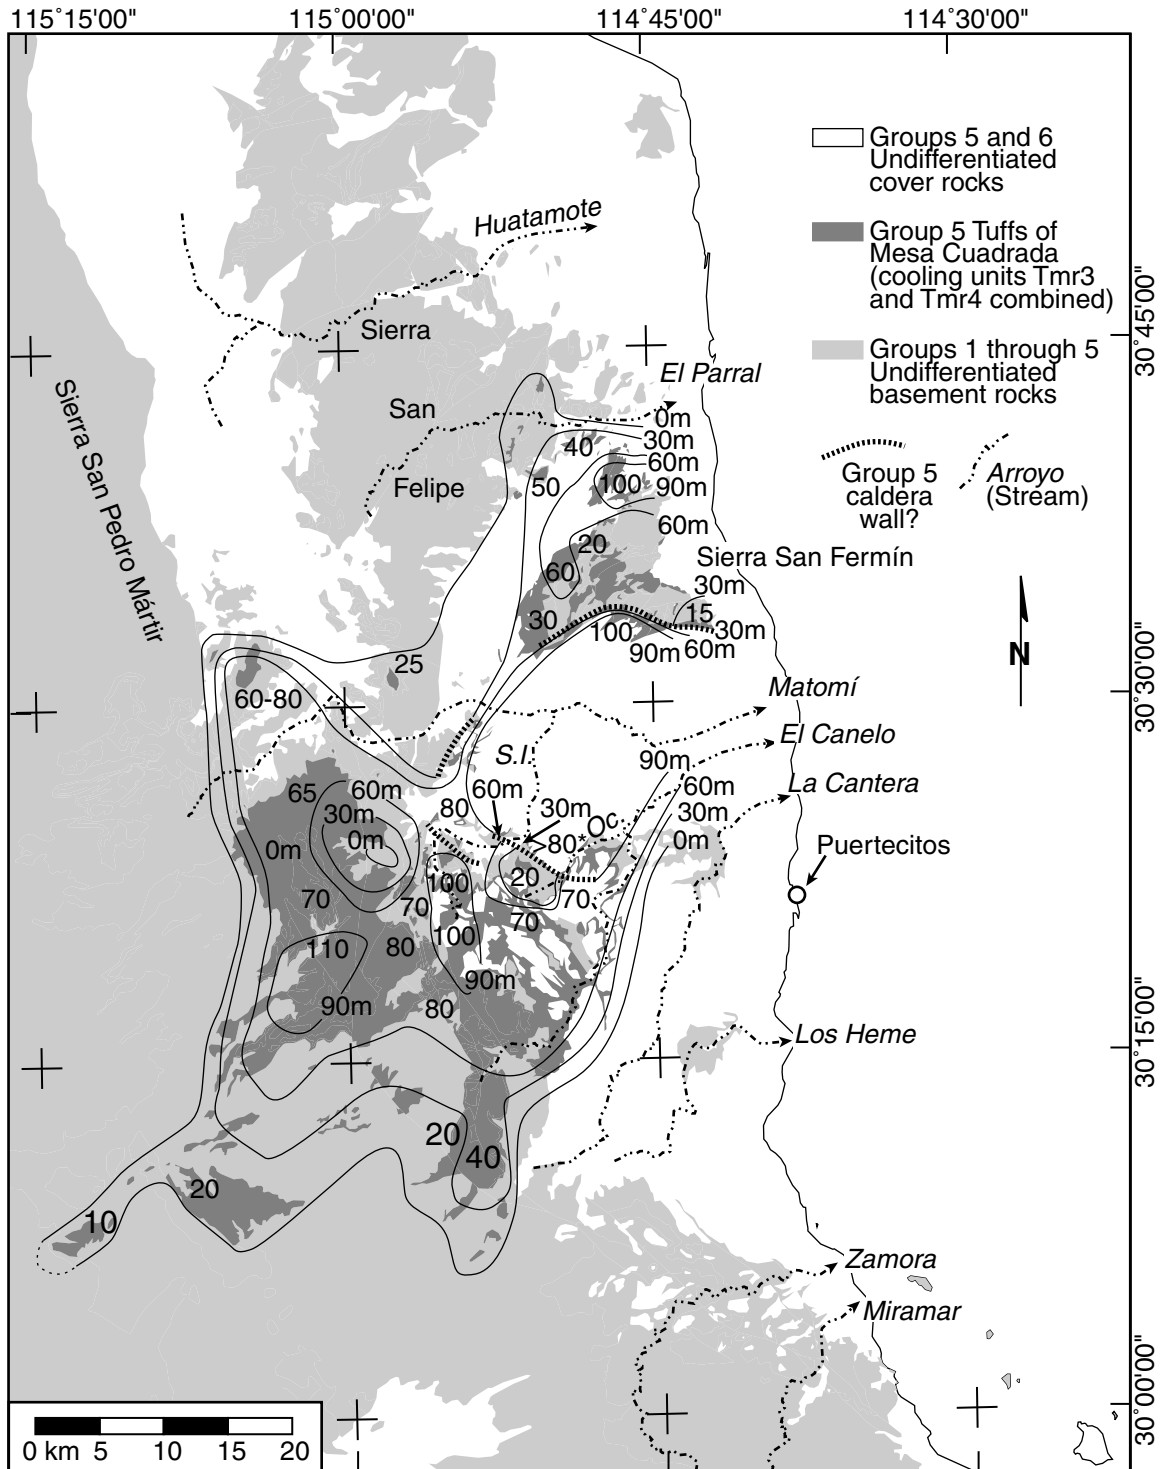 115°15'00"
115°00'00"
114°45'00"
114°30'00"
Groups 5 and 6
Undifferentiated
cover rocks
Group 5 Tuffs of
Mesa Cuadrada
(cooling units Tmr3
and Tmr4 combined)
Groups 1 through 5
Undifferentiated
basement rocks
Group 5
caldera
wall?
Arroyo
(Stream)
Huatamote
Sierra
San
Felipe
Sierra San Pedro Mártir
El Parral
0m
30m
40
60m
50
100
90m
60m
20
60
Sierra San Fermín
30m
30
15
100
30m
60m
90m
25
60-80
N
Matomí
El Canelo
La Cantera
Puertecitos
S.I.
90m
60m
60m
30m
0m
65
60m
80
30m
30m
0m
>80*
Oc
0m
100
20
70
70
70
70
100
110
80
90m
90m
80
Los Heme
20
40
20
10
Zamora
Miramar
30°45'00"
30°30'00"
30°15'00"
30°00'00"
0 km 5 10 15 20